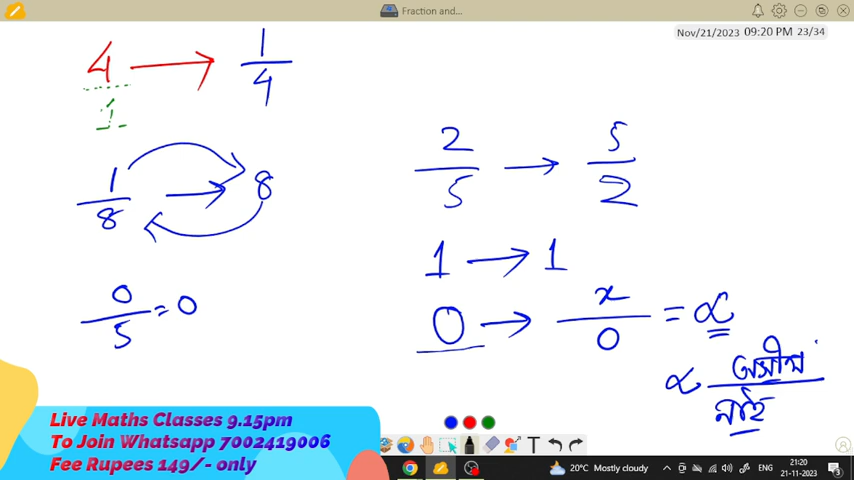 Fraction and...
Nov/21/2023 09:20 PM 23/34
4/1 → 1/4
1/8 → 8
0/5 = 0
2/5 → 5/2
1 → 1
0 → x/0 = ∝
∝ অসীম
নাই
Live Maths Classes 9.15pm
To Join Whatsapp 7002419006
Fee Rupees 149/- only
T
20°C Mostly cloudy
ENG
21:20
21-11-2023
3